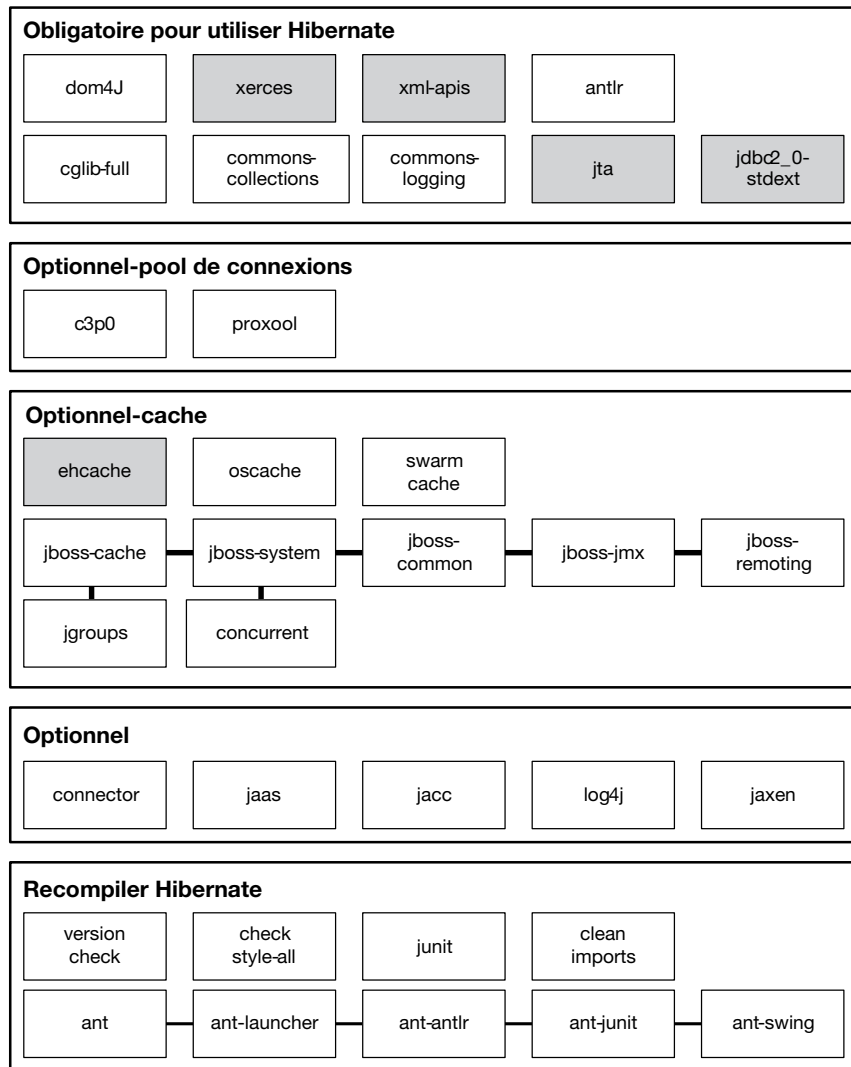 Obligatoire pour utiliser Hibernate
dom4J
xerces
xml-apis
antlr
cglib-full
commons-
collections
commons-
logging
jta
jdbc2_0-
stdext
Optionnel-pool de connexions
c3p0
proxool
Optionnel-cache
ehcache
oscache
swarm
cache
jboss-cache
jboss-system
jboss-
common
jboss-jmx
jboss-
remoting
jgroups
concurrent
Optionnel
connector
jaas
jacc
log4j
jaxen
Recompiler Hibernate
version
check
check
style-all
junit
clean
imports
ant
ant-launcher
ant-antlr
ant-junit
ant-swing